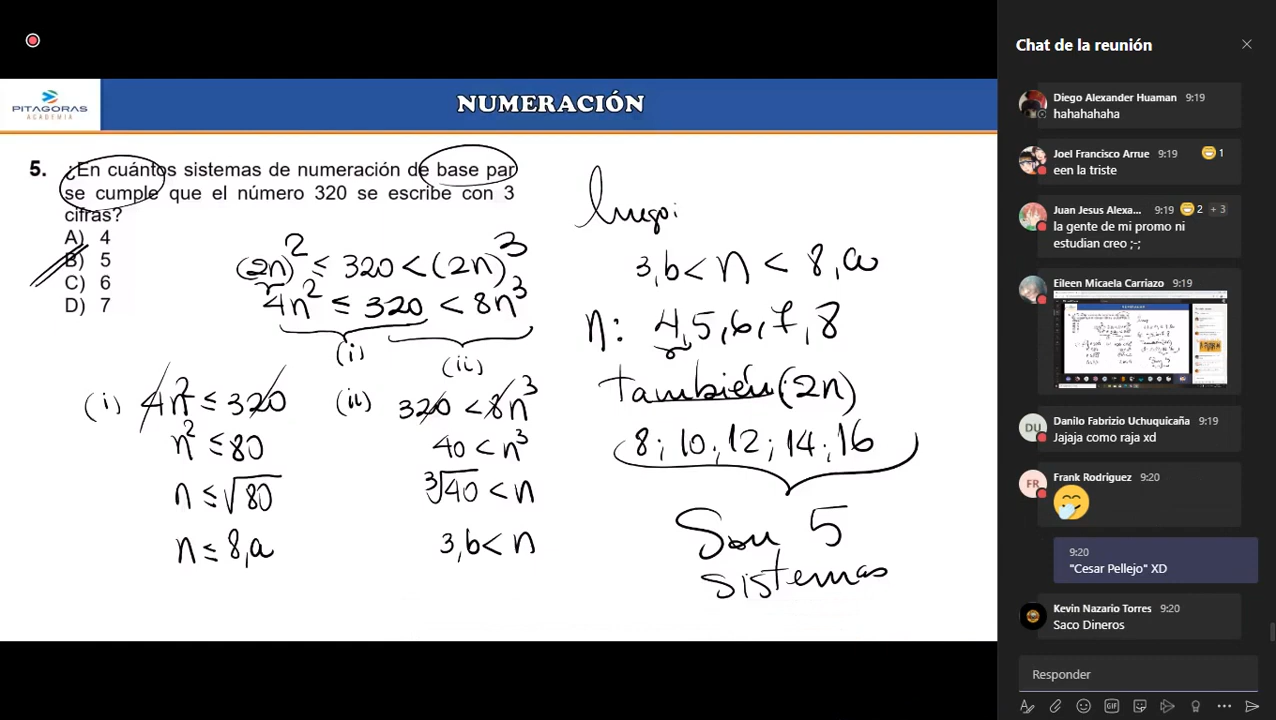 PITAGORAS
ACADEMIA
NUMERACIÓN
5. ¿En cuántos sistemas de numeración de base par
se cumple que el número 320 se escribe con 3
cifras?
A) 4
B) 5
C) 6
D) 7
(2n)² ≤ 320 < (2n)³
4n² ≤ 320 < 8n³
(i)
(ii)
(i) 4n² ≤ 320
n² ≤ 80
n ≤ √80
n ≤ 8,a
(ii) 320 < 8n³
40 < n³
³√40 < n
3,b < n
luego:
3,b < n < 8,a
n: 4,5,6,7,8
también (2n)
8; 10; 12; 14; 16
Son 5
sistemas
Chat de la reunión
Diego Alexander Huaman 9:19
hahahahaha
Joel Francisco Arrue 9:19 1
een la triste
Juan Jesus Alexa... 9:19 2 + 3
la gente de mi promo ni
estudian creo ;-;
Eileen Micaela Carriazo 9:19
DU
Danilo Fabrizio Uchuquicaña 9:19
Jajaja como raja xd
FR
Frank Rodriguez 9:20
9:20
"Cesar Pellejo" XD
Kevin Nazario Torres 9:20
Saco Dineros
Responder
GIF